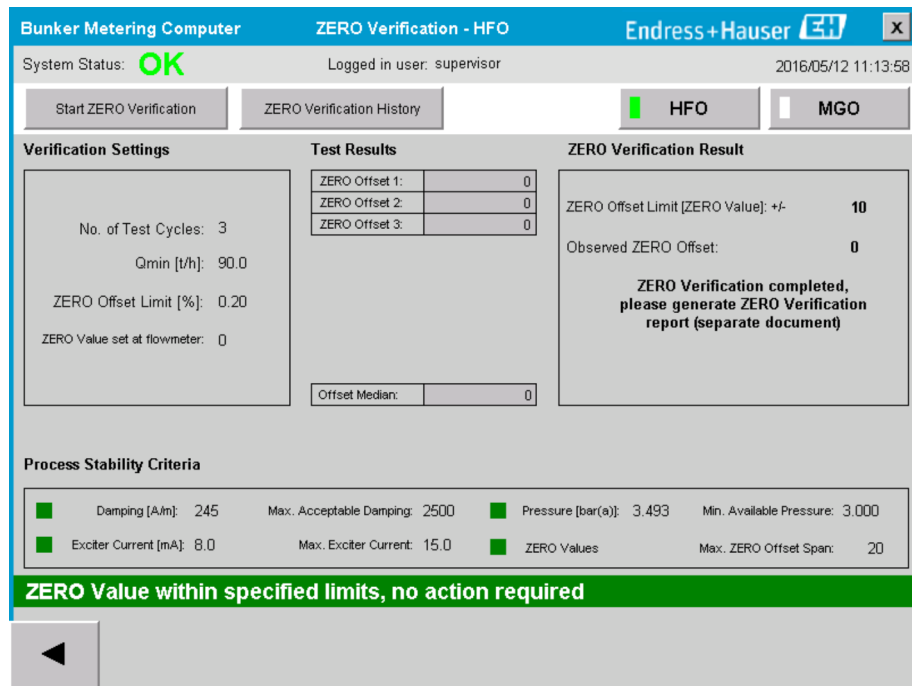 Bunker Metering Computer ZERO Verification - HFO Endress+Hauser EH X
System Status: OK Logged in user: supervisor 2016/05/12 11:13:58
Start ZERO Verification ZERO Verification History HFO MGO
Verification Settings Test Results ZERO Verification Result
ZERO Offset 1: 0
ZERO Offset 2: 0
ZERO Offset 3: 0
Offset Median: 0
No. of Test Cycles: 3
Qmin [t/h]: 90.0
ZERO Offset Limit [%]: 0.20
ZERO Value set at flowmeter: 0
ZERO Offset Limit [ZERO Value]: +/- 10
Observed ZERO Offset: 0
ZERO Verification completed,
please generate ZERO Verification
report (separate document)
Process Stability Criteria
Damping [A/m]: 245 Max. Acceptable Damping: 2500 Pressure [bar(a)]: 3.493 Min. Available Pressure: 3.000
Exciter Current [mA]: 8.0 Max. Exciter Current: 15.0 ZERO Values Max. ZERO Offset Span: 20
ZERO Value within specified limits, no action required